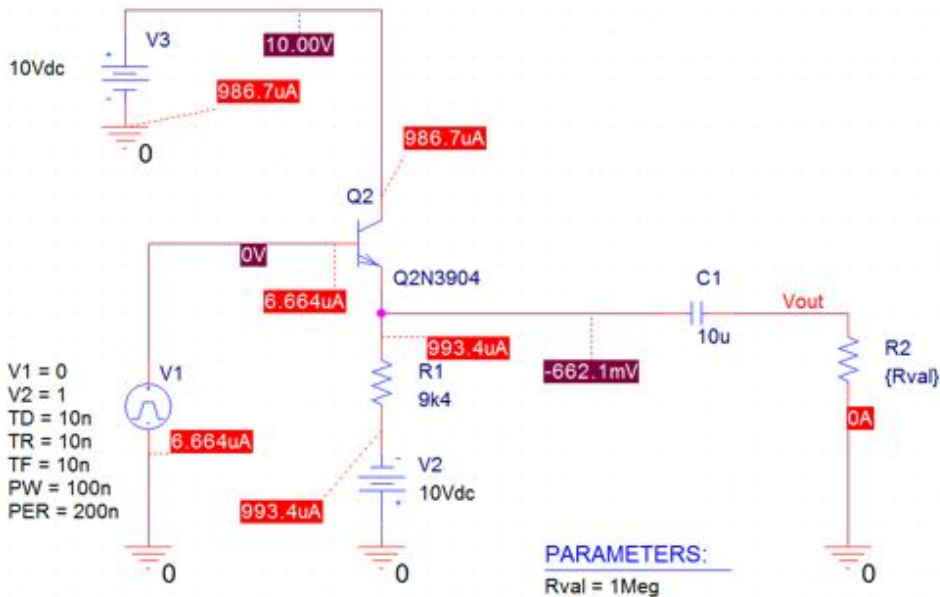 V3
10.00V
10Vdc
+
-
986.7uA
0
986.7uA
Q2
0V
Q2N3904
C1
Vout
6.664uA
10u
993.4uA
R2
{Rval}
-662.1mV
R1
9k4
V1 = 0
V2 = 1
TD = 10n
TR = 10n
TF = 10n
PW = 100n
PER = 200n
V1
+
-
6.664uA
0A
V2
-
+
10Vdc
993.4uA
0
0
0
PARAMETERS:
Rval = 1Meg